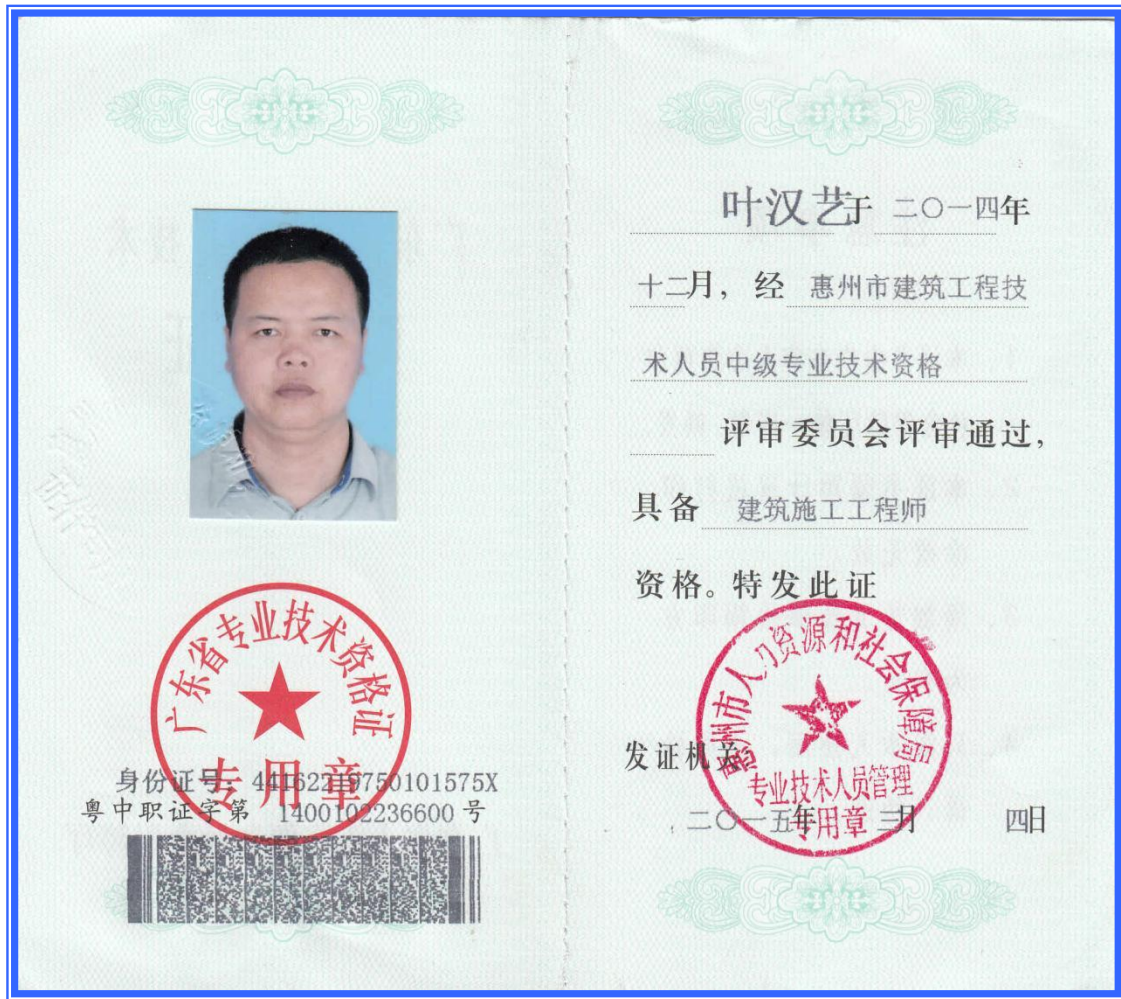 广东省专业技术资格证
专用章
身份证号 44162219750101575X
粤中职证字第 1400102236600 号
叶汉艺于 二〇一四年
十二月，经 惠州市建筑工程技
术人员中级专业技术资格
评审委员会评审通过，
具备 建筑施工工程师
资格。特发此证
惠州市人力资源和社会保障局
专业技术人员管理
专用章
发证机关
二〇一五年 三月 四日